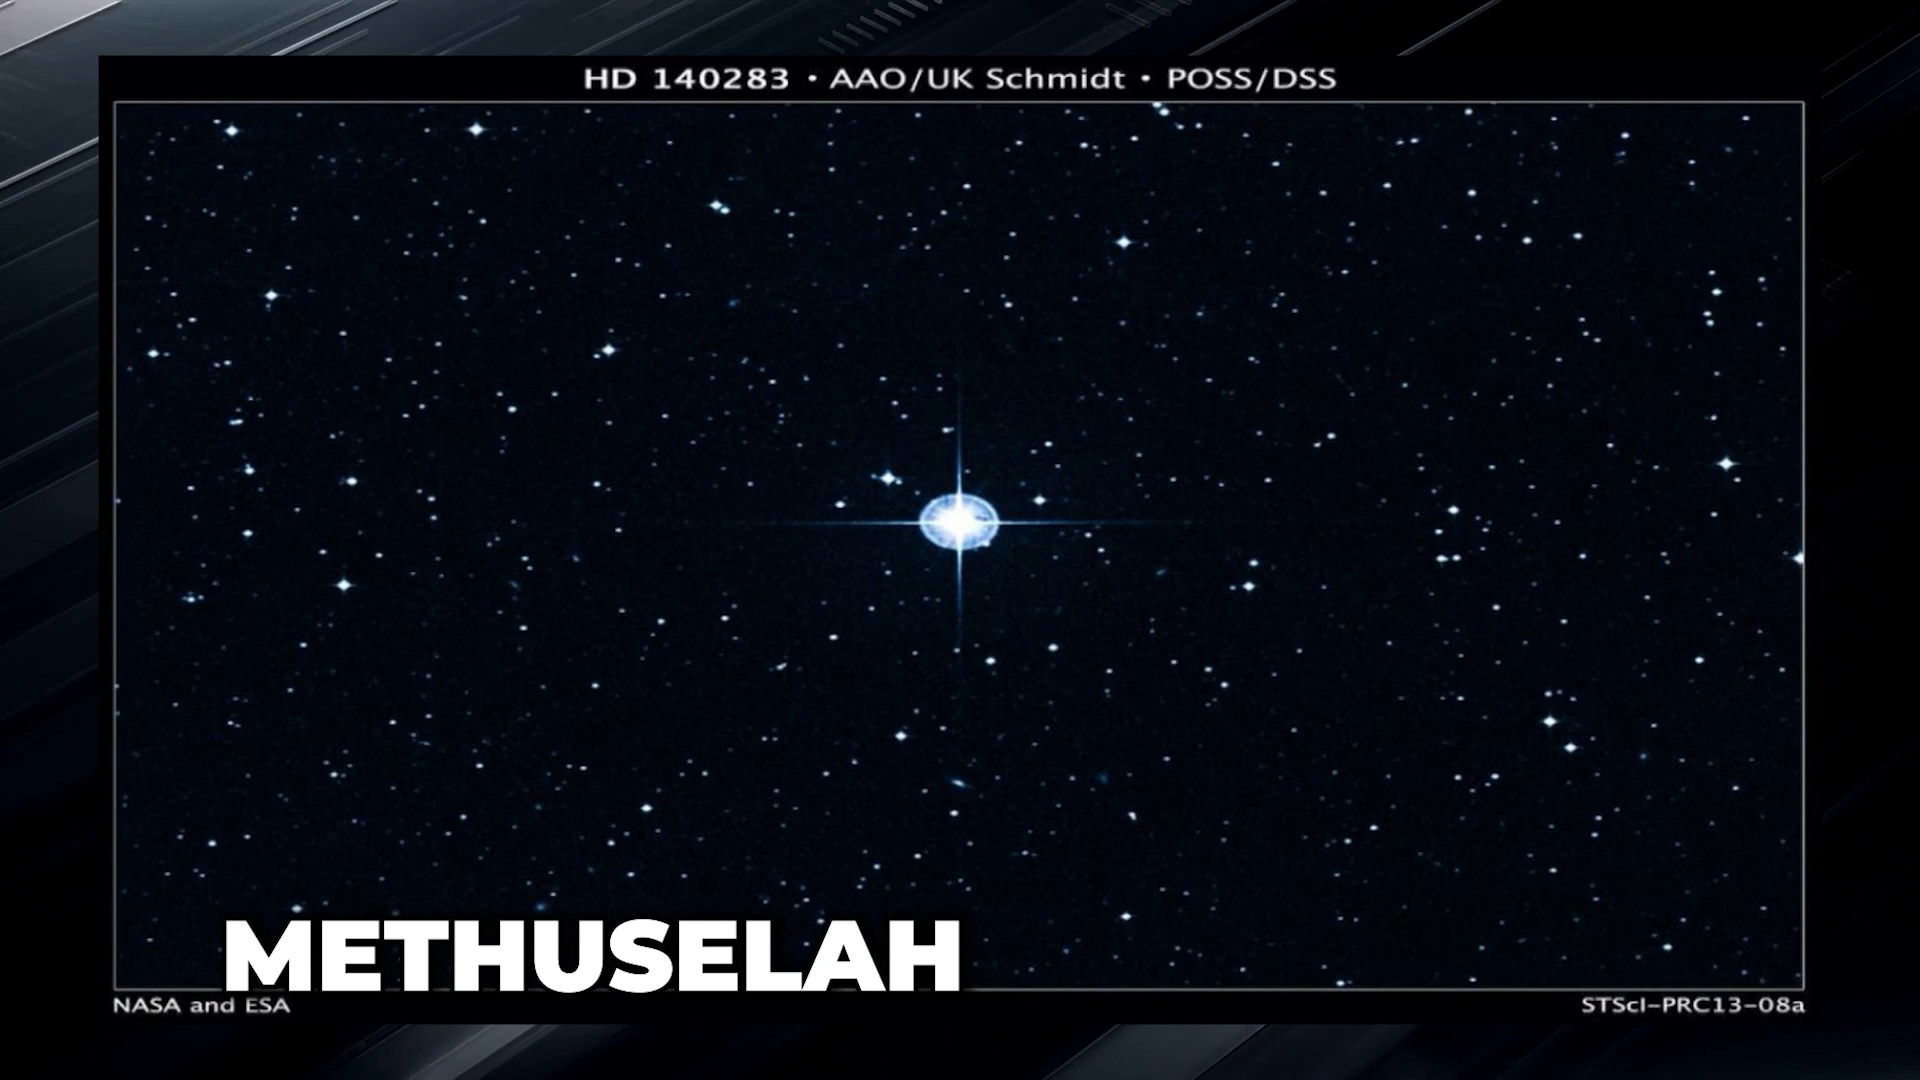 HD 140283 • AAO/UK Schmidt • POSS/DSS
METHUSELAH
NASA and ESA
STScI-PRC13-08a